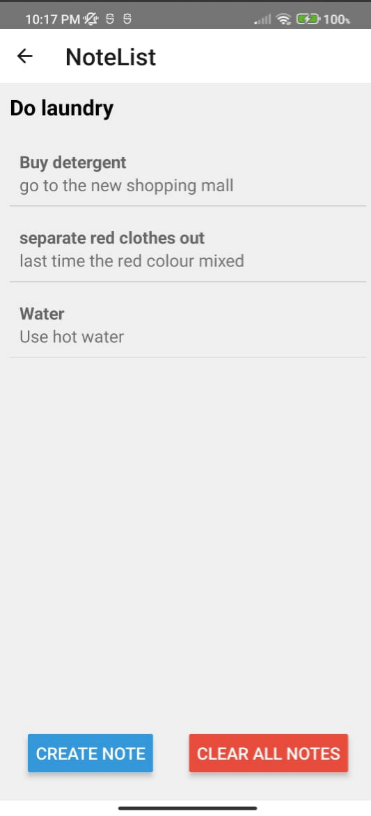 10:17 PM 100%
NoteList
Do laundry
Buy detergent
go to the new shopping mall
separate red clothes out
last time the red colour mixed
Water
Use hot water
CREATE NOTE CLEAR ALL NOTES